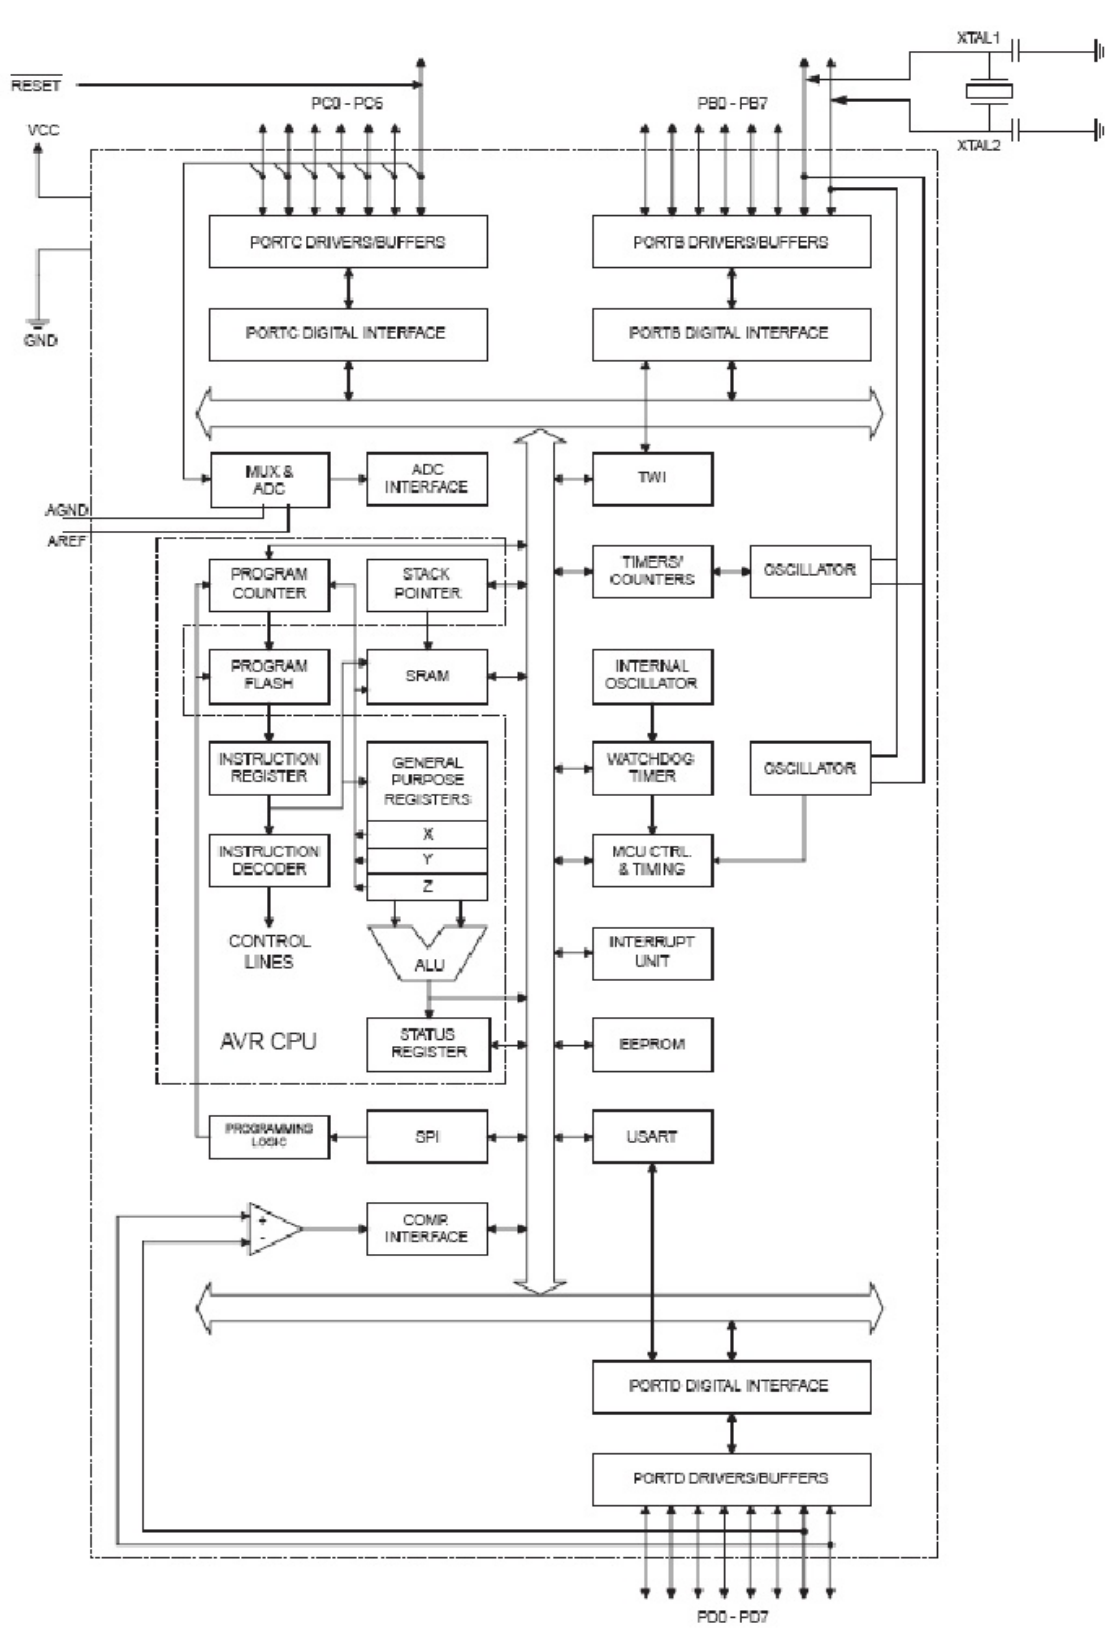 XTAL1
RESET
PC0 - PC6
PB0 - PB7
VCC
XTAL2
PORTC DRIVERS/BUFFERS
PORTB DRIVERS/BUFFERS
PORTC DIGITAL INTERFACE
PORTB DIGITAL INTERFACE
GND
MUX &
ADC
ADC
INTERFACE
TWI
AGND
AREF
PROGRAM
COUNTER
STACK
POINTER
TIMERS/
COUNTERS
OSCILLATOR
PROGRAM
FLASH
SRAM
INTERNAL
OSCILLATOR
INSTRUCTION
REGISTER
GENERAL
PURPOSE
REGISTERS
WATCHDOG
TIMER
OSCILLATOR
X
Y
Z
INSTRUCTION
DECODER
MCU CTRL.
& TIMING
CONTROL
LINES
ALU
INTERRUPT
UNIT
AVR CPU
STATUS
REGISTER
EEPROM
PROGRAMMING
LOGIC
SPI
USART
+
-
COMP.
INTERFACE
PORTD DIGITAL INTERFACE
PORTD DRIVERS/BUFFERS
PD0 - PD7